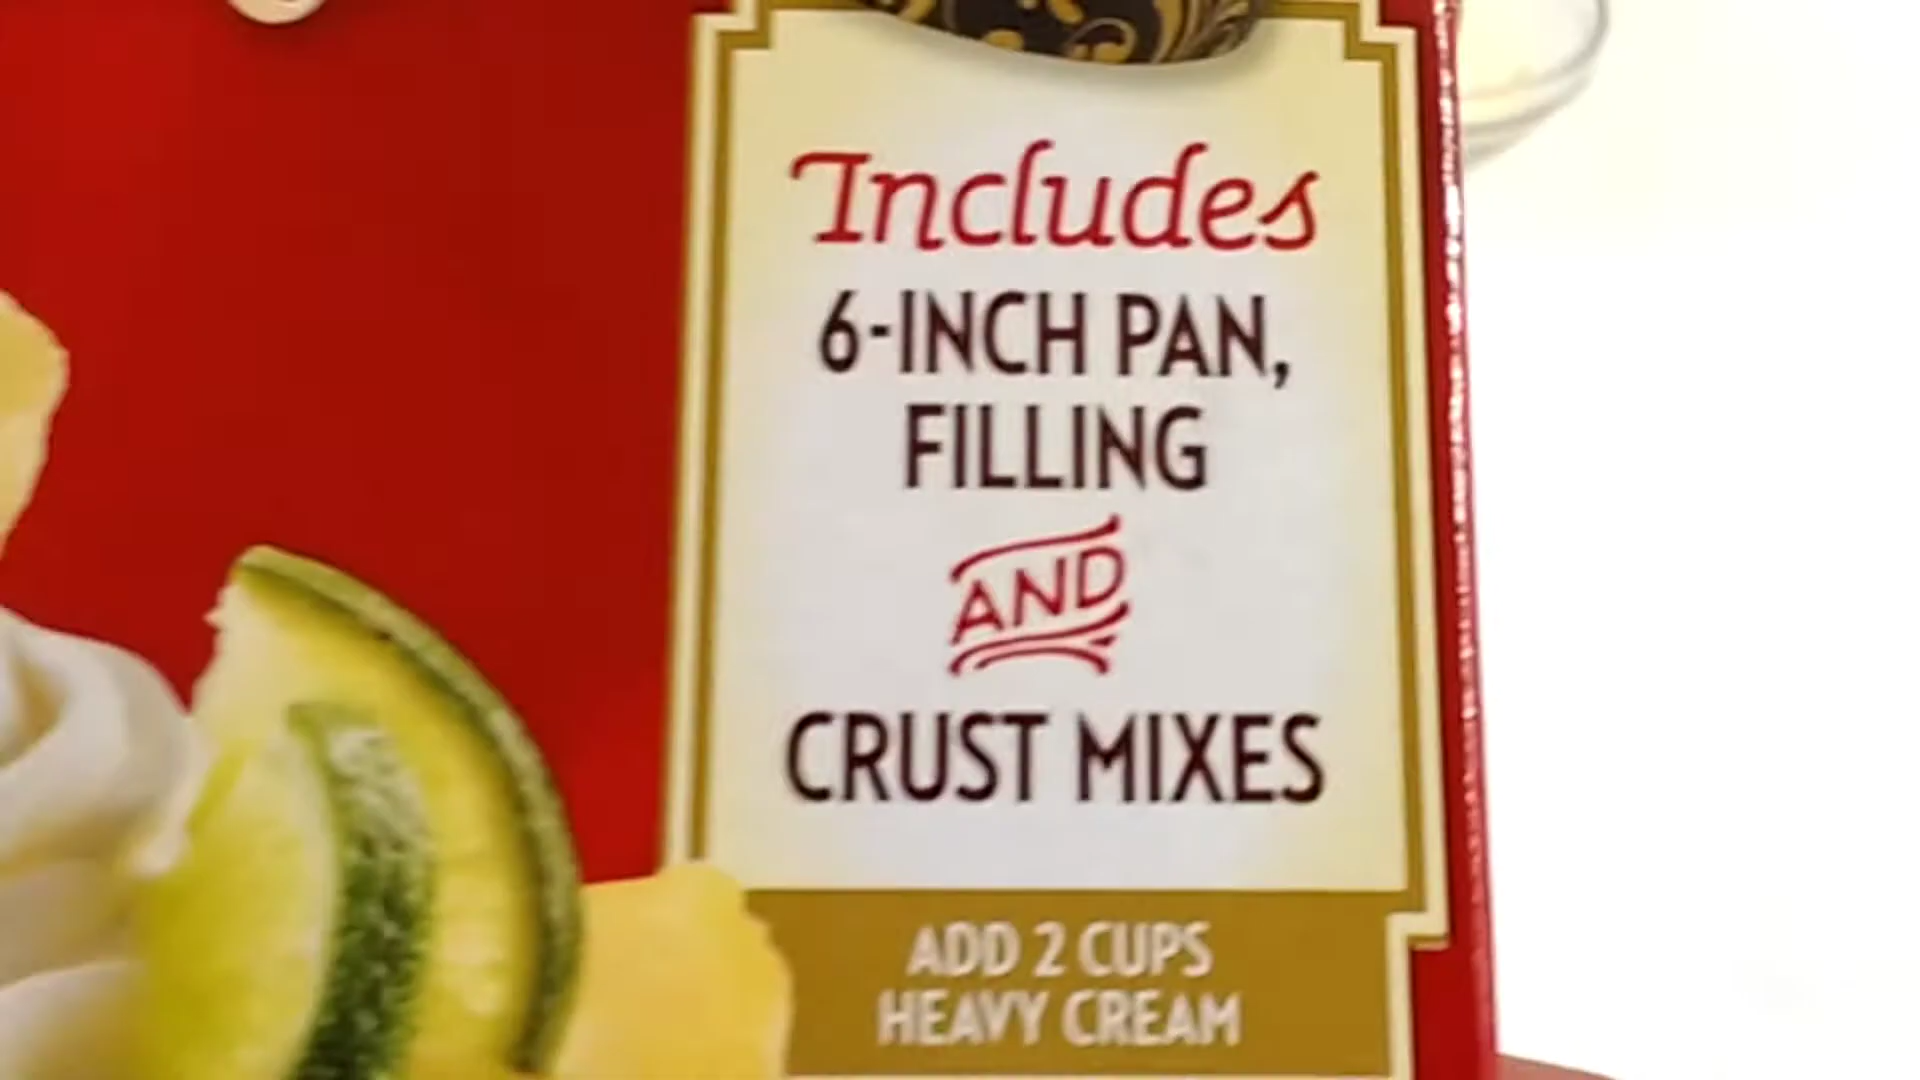 Includes
6-INCH PAN,
FILLING
AND
CRUST MIXES
ADD 2 CUPS
HEAVY CREAM